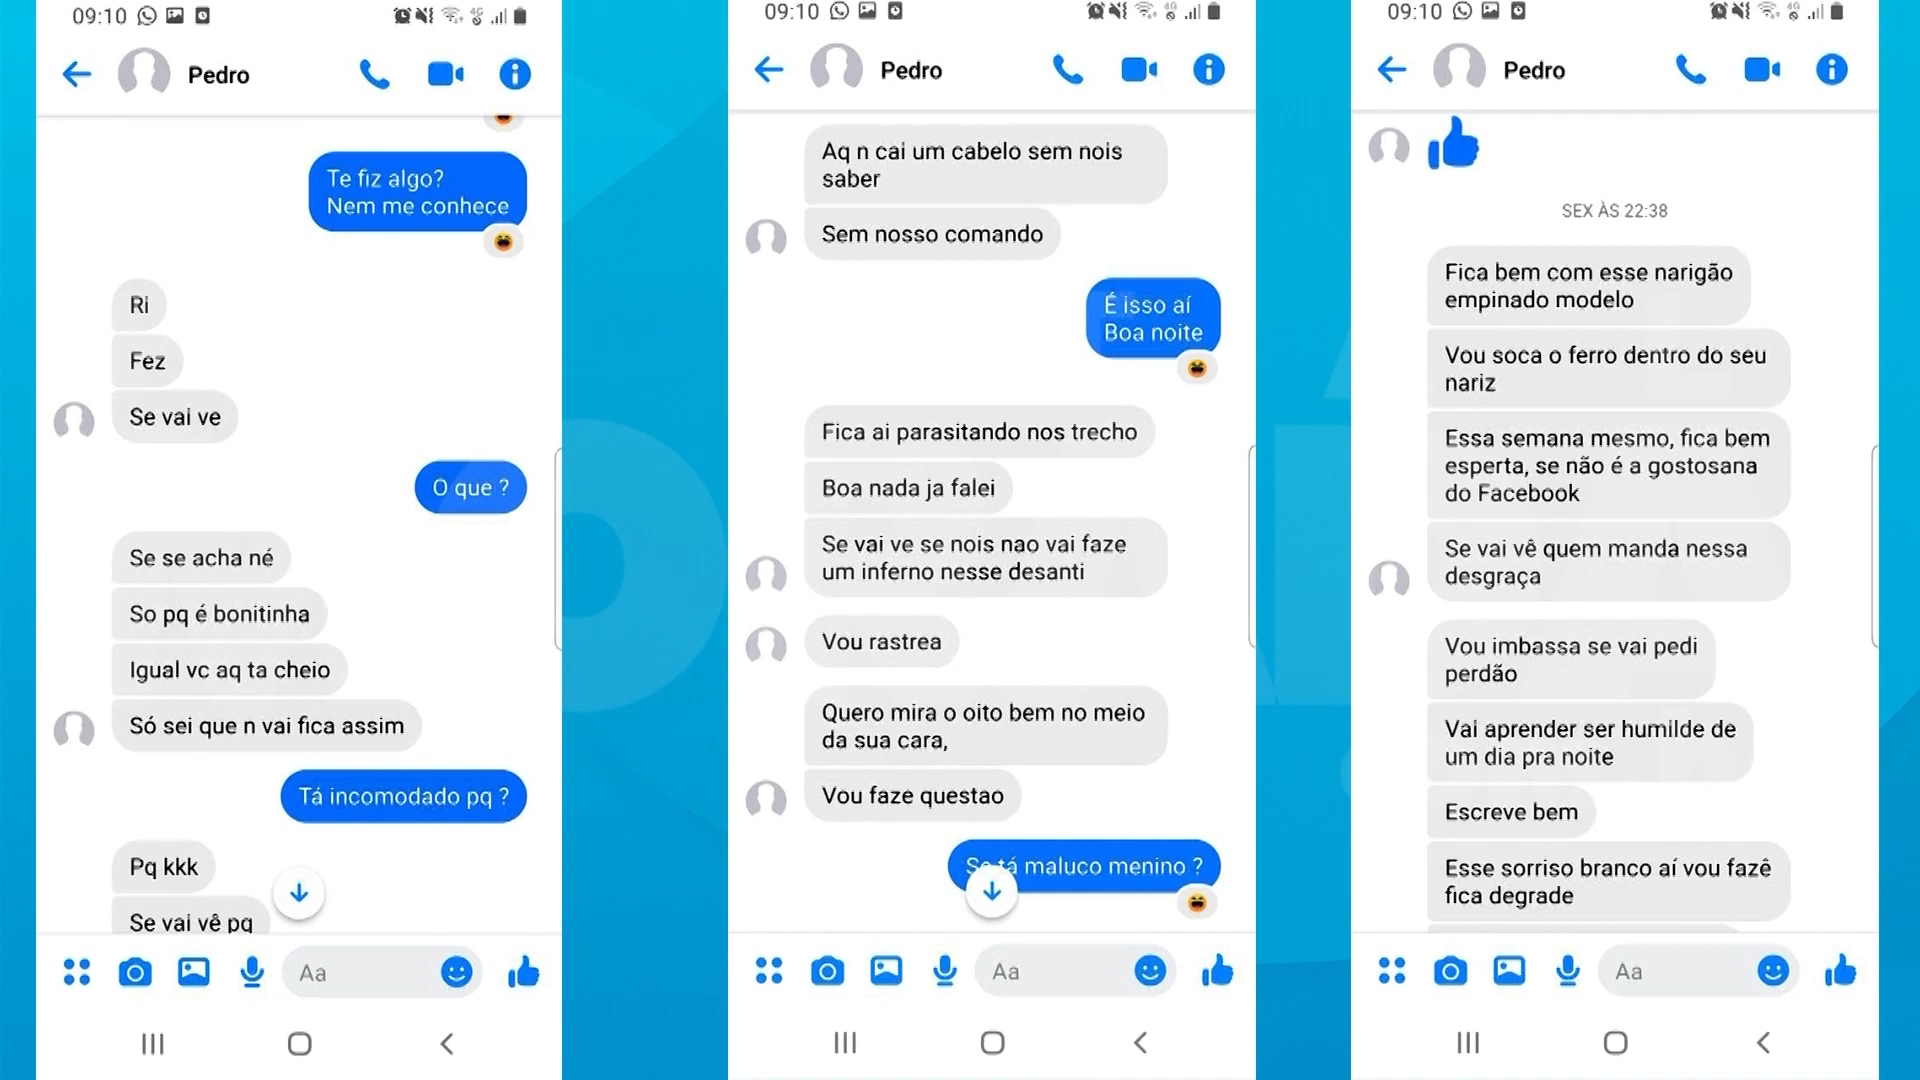 09:10
Pedro
Te fiz algo?
Nem me conhece
Ri
Fez
Se vai ve
O que ?
Se se acha né
So pq é bonitinha
Igual vc aq ta cheio
Só sei que n vai fica assim
Tá incomodado pq ?
Pq kkk
Se vai vê pq
Aa
09:10
Pedro
Aq n cai um cabelo sem nois
saber
Sem nosso comando
É isso aí
Boa noite
Fica ai parasitando nos trecho
Boa nada ja falei
Se vai ve se nois nao vai faze
um inferno nesse desanti
Vou rastrea
Quero mira o oito bem no meio
da sua cara,
Vou faze questao
Se tá maluco menino ?
Aa
09:10
Pedro
SEX ÀS 22:38
Fica bem com esse narigão
empinado modelo
Vou soca o ferro dentro do seu
nariz
Essa semana mesmo, fica bem
esperta, se não é a gostosana
do Facebook
Se vai vê quem manda nessa
desgraça
Vou imbassa se vai pedi
perdão
Vai aprender ser humilde de
um dia pra noite
Escreve bem
Esse sorriso branco aí vou fazê
fica degrade
Aa